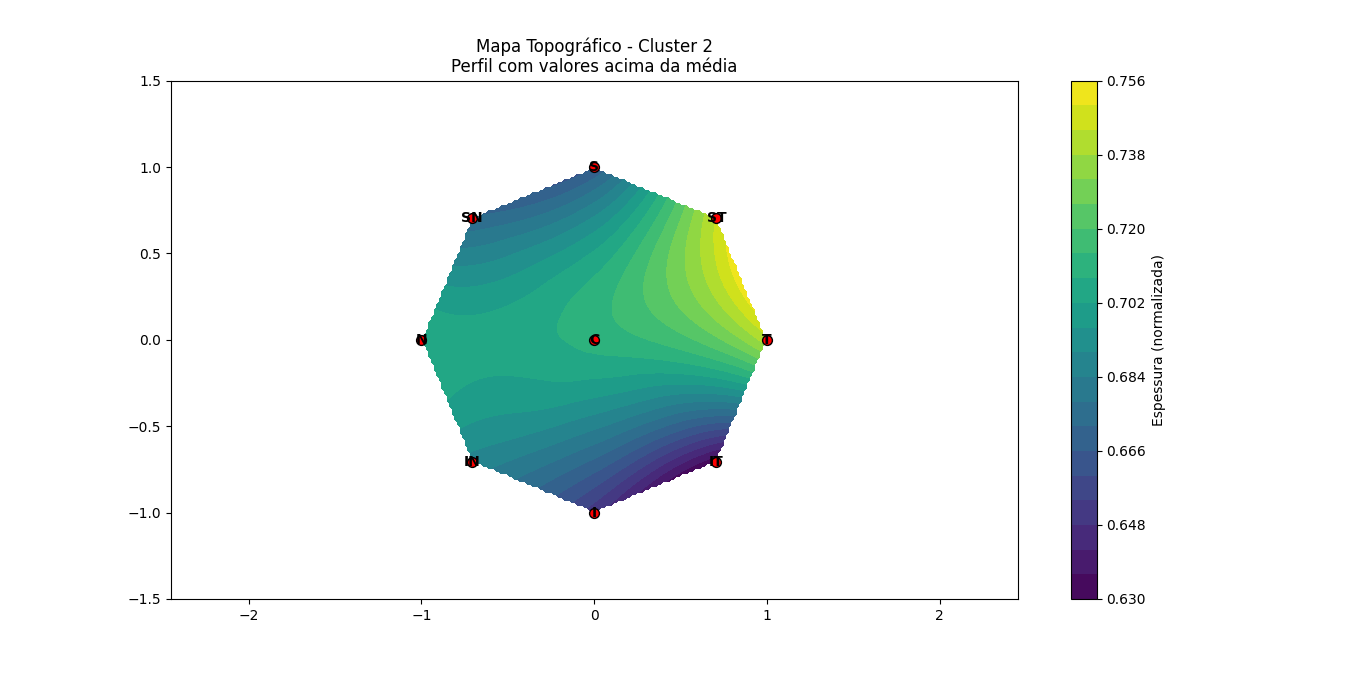 Mapa Topográfico - Cluster 2
Perfil com valores acima da média
1.5
1.0
0.5
0.0
−0.5
−1.0
−1.5
−2
−1
0
1
2
S
SN
ST
N
C
T
IN
IT
I
0.756
0.738
0.720
0.702
0.684
0.666
0.648
0.630
Espessura (normalizada)